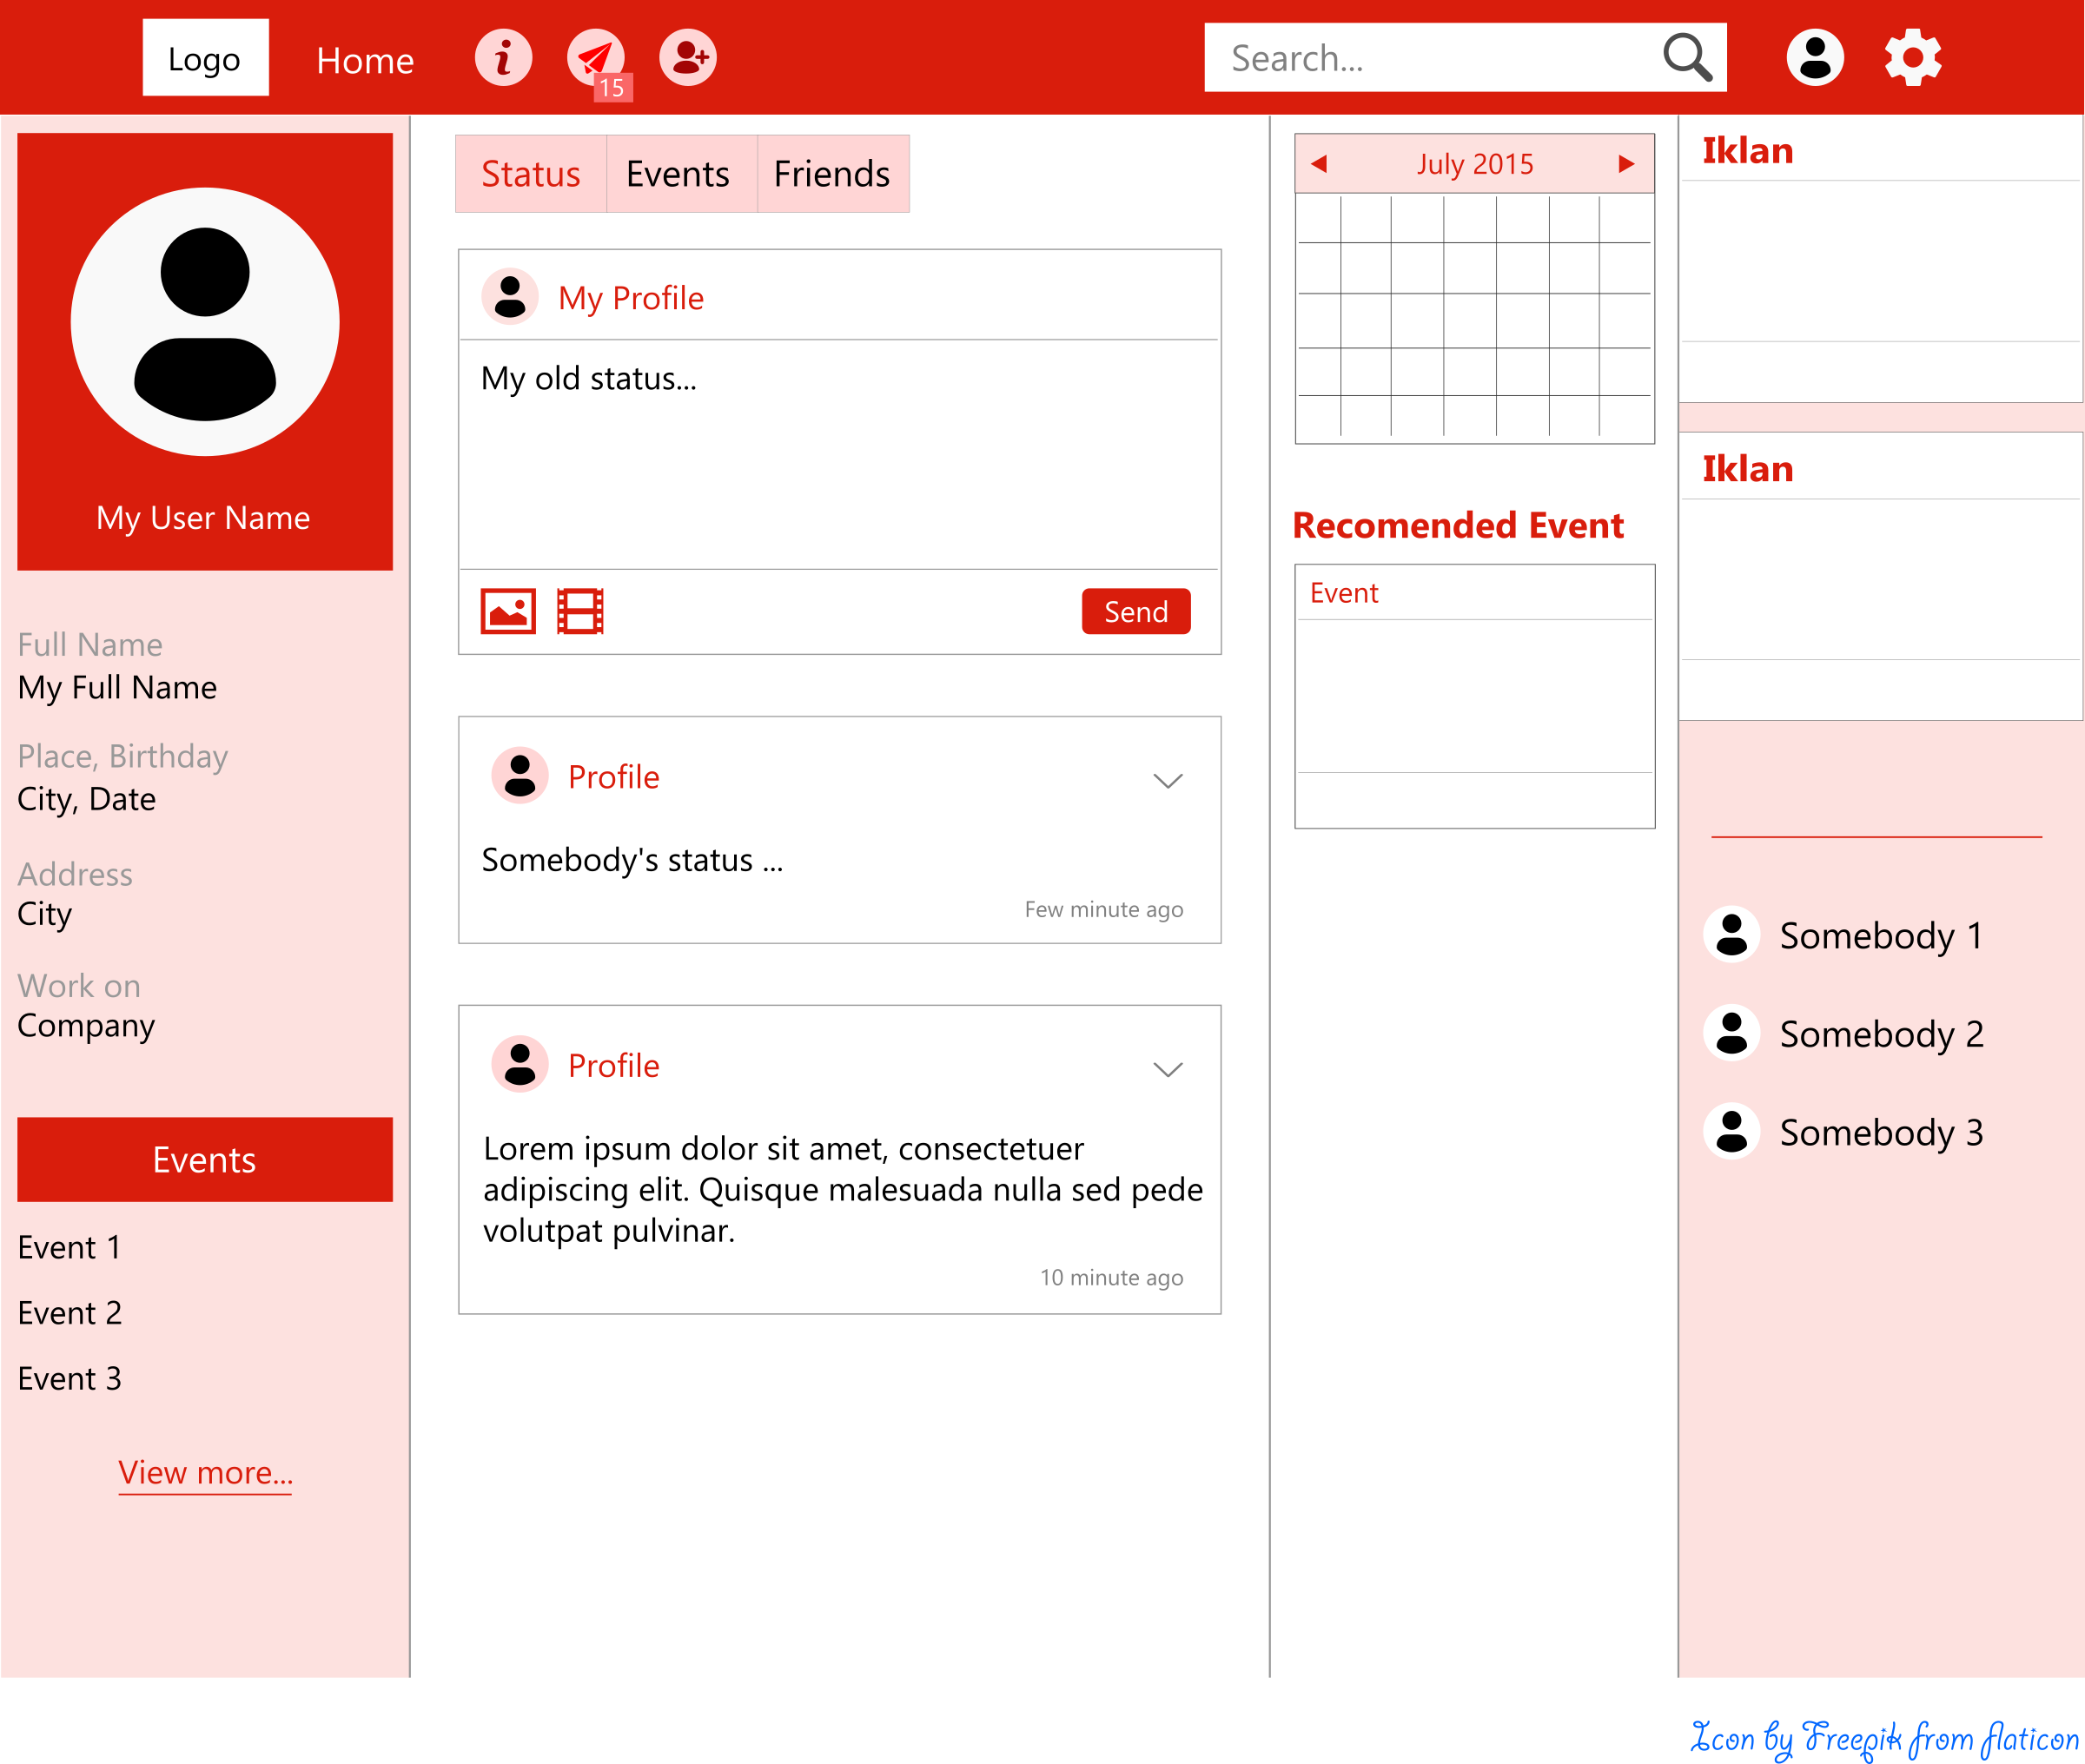 Logo
Home
15
Search...
My User Name
Full Name
My Full Name
Place, Birthday
City, Date
Address
City
Work on
Company
Events
Event 1
Event 2
Event 3
View more...
Status
Events
Friends
My Profile
My old status...
Send
Profile
Somebody's status ...
Few minute ago
Profile
Lorem ipsum dolor sit amet, consectetuer
adipiscing elit. Quisque malesuada nulla sed pede
volutpat pulvinar.
10 minute ago
July 2015
Recomended Event
Event
Iklan
Iklan
Somebody 1
Somebody 2
Somebody 3
Icon by Freepik from flaticon